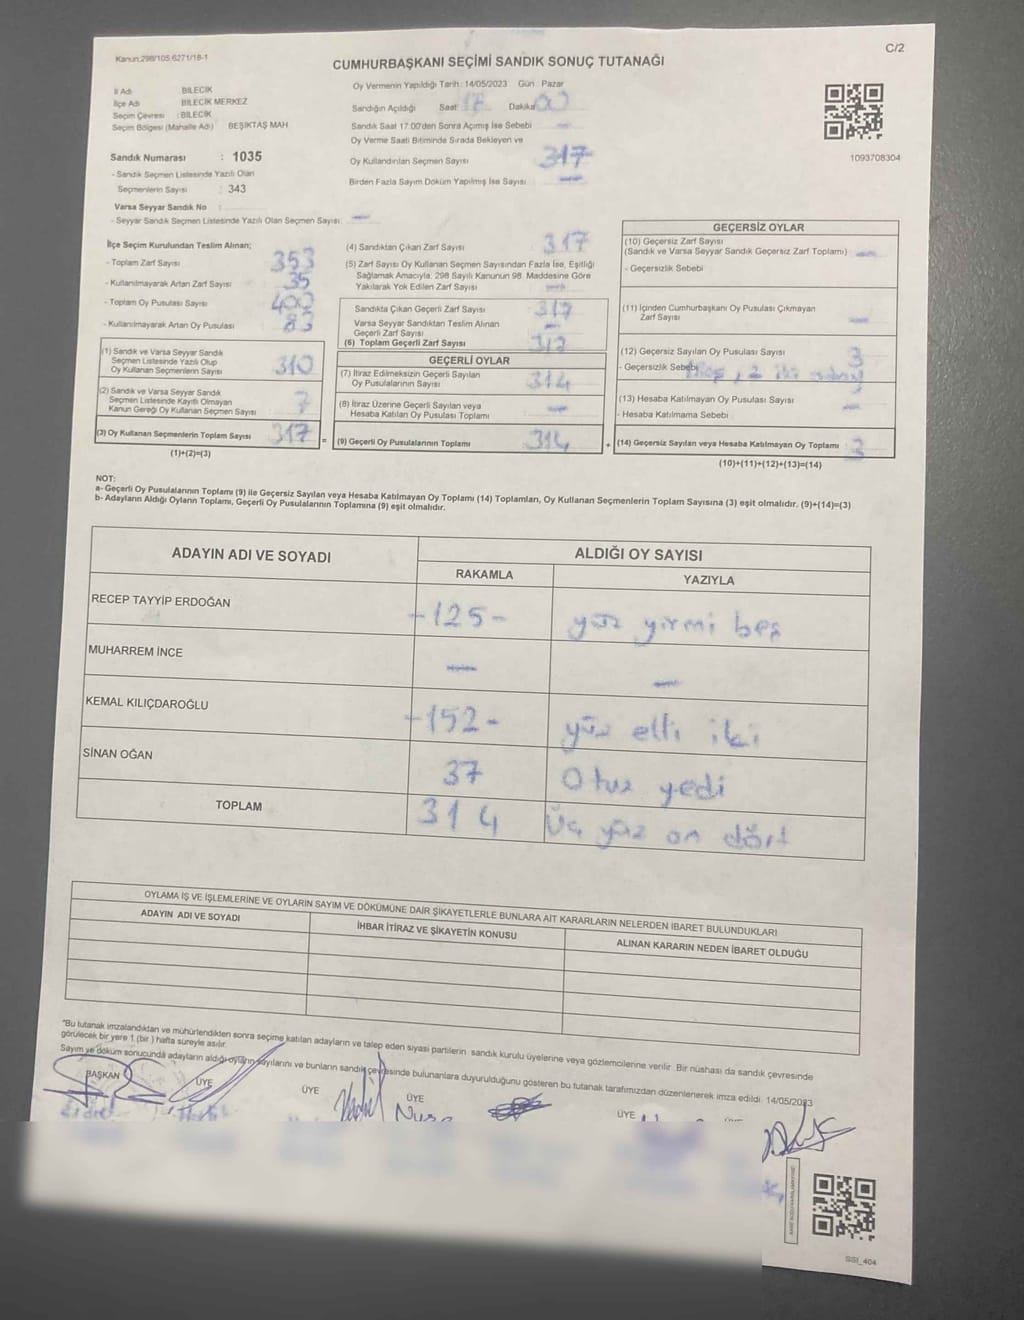 Kanun:298/105,6271/18-1
C/2
CUMHURBAŞKANI SEÇİMİ SANDIK SONUÇ TUTANAĞI
İl Adı BİLECİK
İlçe Adı BİLECİK MERKEZ
Seçim Çevresi : BİLECİK
Seçim Bölgesi (Mahalle Adı) BEŞİKTAŞ MAH
Sandık Numarası : 1035
- Sandık Seçmen Listesinde Yazılı Olan
Seçmenlerin Sayısı : 343
Varsa Seyyar Sandık No
- Seyyar Sandık Seçmen Listesinde Yazılı Olan Seçmen Sayısı —
Oy Vermenin Yapıldığı Tarih: 14/05/2023 Gün Pazar
Sandığın Açıldığı Saat 17 Dakika 00
Sandık Saat 17:00'den Sonra Açımış İse Sebebi —
Oy Verme Saati Bitiminde Sırada Bekleyen ve
Oy Kullandırılan Seçmen Sayısı 317
Birden Fazla Sayım Döküm Yapılmış İse Sayısı —
1093708304
İlçe Seçim Kurulundan Teslim Alınan;
- Toplam Zarf Sayısı 353
- Kullanılmayarak Artan Zarf Sayısı 35
- Toplam Oy Pusulası Sayısı 400
- Kullanılmayarak Artan Oy Pusulası 83
(1) Sandık ve Varsa Seyyar Sandık
Seçmen Listesinde Yazılı Olup
Oy Kullanan Seçmenlerin Sayısı 310
(2) Sandık ve Varsa Seyyar Sandık
Seçmen Listesinde Kayıtlı Olmayan
Kanun Gereği Oy Kullanan Seçmen Sayısı 7
(3) Oy Kullanan Seçmenlerin Toplam Sayısı 317 =
(1)+(2)=(3)
(4) Sandıktan Çıkan Zarf Sayısı 317
(5) Zarf Sayısı Oy Kullanan Seçmen Sayısından Fazla İse, Eşitliği
Sağlamak Amacıyla, 298 Sayılı Kanunun 98. Maddesine Göre
Yakılarak Yok Edilen Zarf Sayısı —
Sandıkta Çıkan Geçerli Zarf Sayısı 317
Varsa Seyyar Sandıktan Teslim Alınan
Geçerli Zarf Sayısı —
(6) Toplam Geçerli Zarf Sayısı 317
GEÇERLİ OYLAR
(7) İtiraz Edilmeksizin Geçerli Sayılan
Oy Pusulalarının Sayısı 314
(8) İtiraz Üzerine Geçerli Sayılan veya
Hesaba Katılan Oy Pusulası Toplamı —
(9) Geçerli Oy Pusulalarının Toplamı 314 +
GEÇERSİZ OYLAR
(10) Geçersiz Zarf Sayısı
(Sandık ve Varsa Seyyar Sandık Geçersiz Zarf Toplamı) —
- Geçersizlik Sebebi
(11) İçinden Cumhurbaşkanı Oy Pusulası Çıkmayan
Zarf Sayısı —
(12) Geçersiz Sayılan Oy Pusulası Sayısı 3
- Geçersizlik Sebebi , 2 iki
(13) Hesaba Katılmayan Oy Pusulası Sayısı —
- Hesaba Katılmama Sebebi
(14) Geçersiz Sayılan veya Hesaba Katılmayan Oy Toplamı 3
(10)+(11)+(12)+(13)=(14)
NOT:
a- Geçerli Oy Pusulalarının Toplamı (9) ile Geçersiz Sayılan veya Hesaba Katılmayan Oy Toplamı (14) Toplamları, Oy Kullanan Seçmenlerin Toplam Sayısına (3) eşit olmalıdır. (9)+(14)=(3)
b- Adayların Aldığı Oyların Toplamı, Geçerli Oy Pusulalarının Toplamına (9) eşit olmalıdır.
ADAYIN ADI VE SOYADI
ALDIĞI OY SAYISI
RAKAMLA YAZIYLA
RECEP TAYYİP ERDOĞAN -125- yüz yirmi beş
MUHARREM İNCE — —
KEMAL KILIÇDAROĞLU -152- yüz elli iki
SİNAN OĞAN 37 Otuz yedi
TOPLAM 314 Üç yüz on dört
OYLAMA İŞ VE İŞLEMLERİNE VE OYLARIN SAYIM VE DÖKÜMÜNE DAİR ŞİKAYETLERLE BUNLARA AİT KARARLARIN NELERDEN İBARET BULUNDUKLARI
ADAYIN ADI VE SOYADI
İHBAR İTİRAZ VE ŞİKAYETİN KONUSU
ALINAN KARARIN NEDEN İBARET OLDUĞU
"Bu tutanak imzalandıktan ve mühürlendikten sonra seçime katılan adayların ve talep eden siyasi partilerin sandık kurulu üyelerine veya gözlemcilerine verilir. Bir nüshası da sandık çevresinde
görülecek bir yere 1 (bir ) hafta süreyle asılır.
Sayım ve döküm sonucunda adayların aldığı oyların sayılarını ve bunların sandık çevresinde bulunanlara duyurulduğunu gösteren bu tutanak tarafımızdan düzenlenerek imza edildi. 14/05/2023
BAŞKAN ÜYE ÜYE ÜYE ÜYE
SSI_404